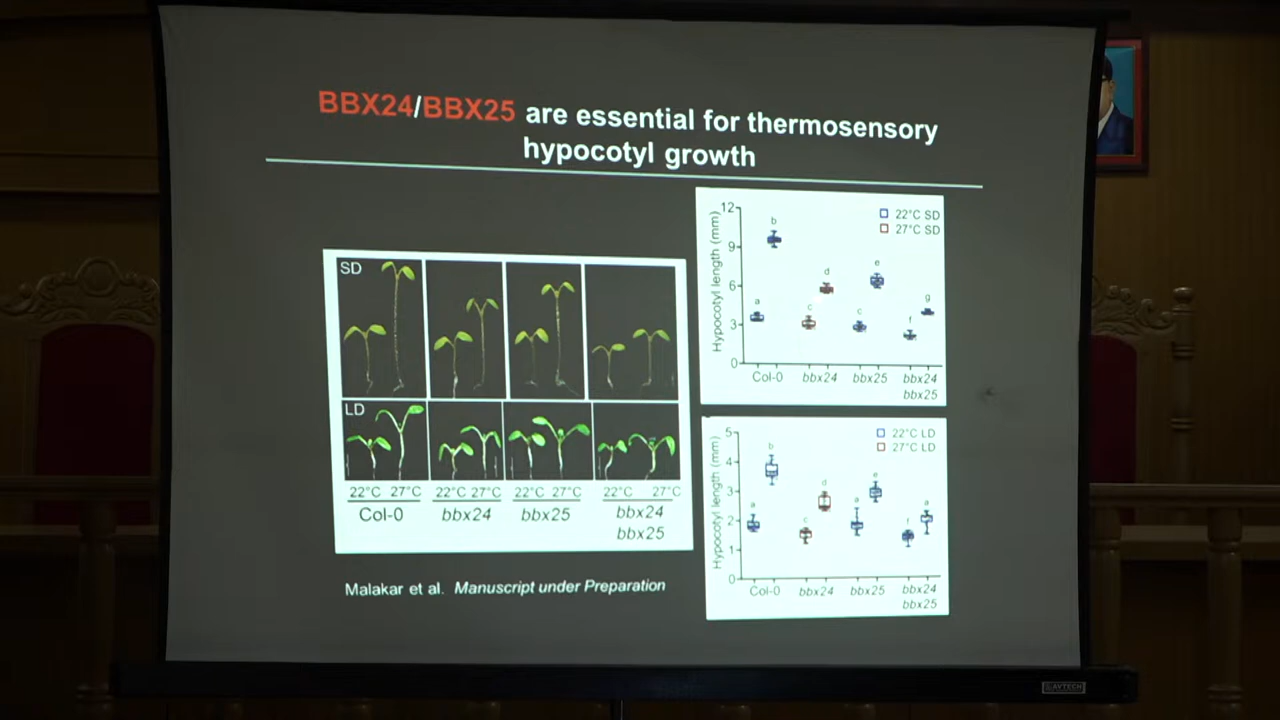 BBX24/BBX25 are essential for thermosensory
hypocotyl growth
SD
LD
22°C 27°C 22°C 27°C 22°C 27°C 22°C 27°C
Col-0 bbx24 bbx25 bbx24
bbx25
Malakar et al. Manuscript under Preparation
Hypocotyl length (mm)
12
9
6
3
0
22°C SD
27°C SD
a b c d c e f g
Col-0 bbx24 bbx25 bbx24
bbx25
Hypocotyl length (mm)
5
4
3
2
1
0
22°C LD
27°C LD
a b c d a e f a
Col-0 bbx24 bbx25 bbx24
bbx25
AVTECH